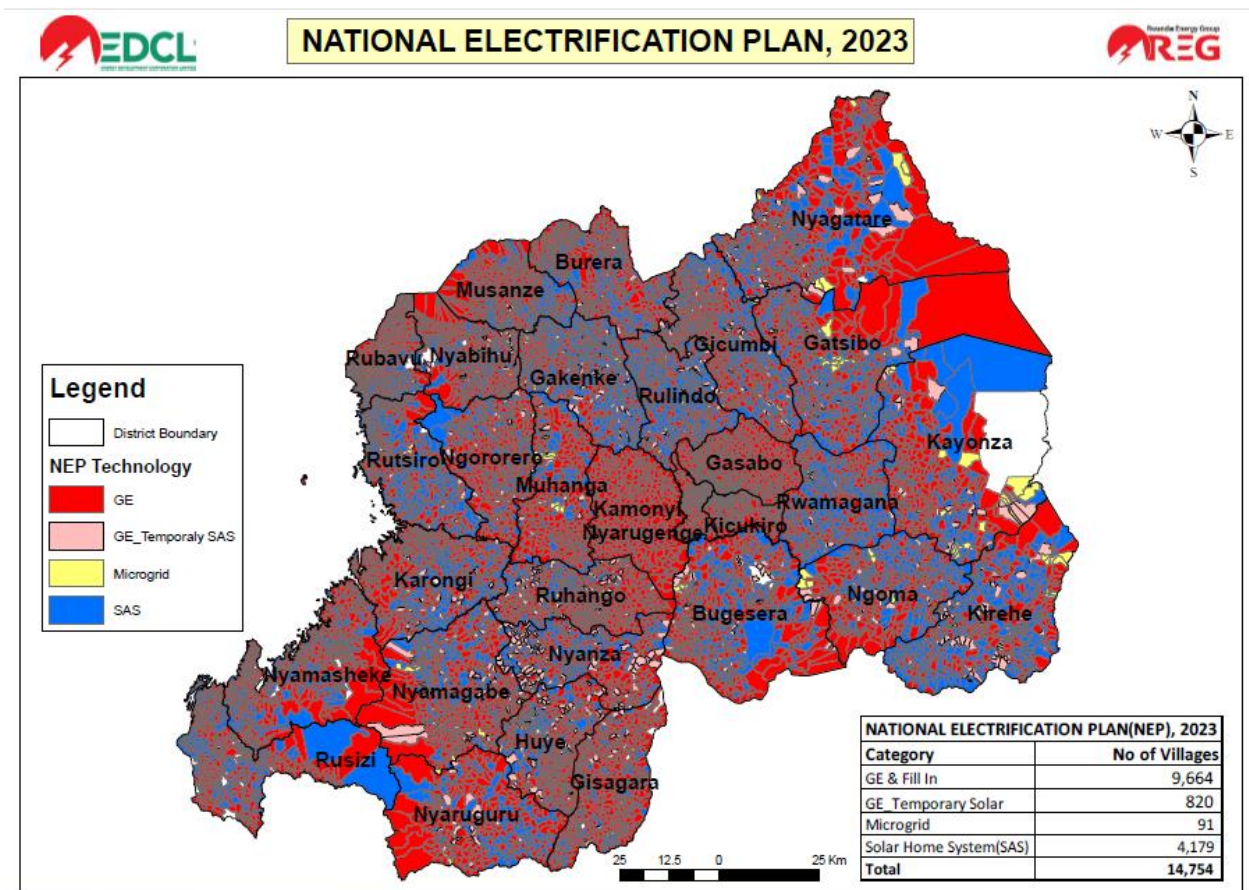 EDCL
NATIONAL ELECTRIFICATION PLAN, 2023
Rwanda Energy Group
REG
N
W E
S
Nyagatare
Burera
Musanze
Gicumbi
Gatsibo
Rubavu
Nyabihu
Gakenke
Rulindo
Kayonza
Rutsiro
Ngororero
Gasabo
Muhanga
Rwamagana
Kamonyi
Nyarugenge
Kicukiro
Karongi
Ruhango
Bugesera
Ngoma
Kirehe
Nyanza
Nyamasheke
Nyamagabe
Huye
Rusizi
Gisagara
Nyaruguru
Legend
District Boundary
NEP Technology
GE
GE_Temporaly SAS
Microgrid
SAS
25 12.5 0 25 Km
NATIONAL ELECTRIFICATION PLAN(NEP), 2023
Category No of Villages
GE & Fill In 9,664
GE_Temporary Solar 820
Microgrid 91
Solar Home System(SAS) 4,179
Total 14,754